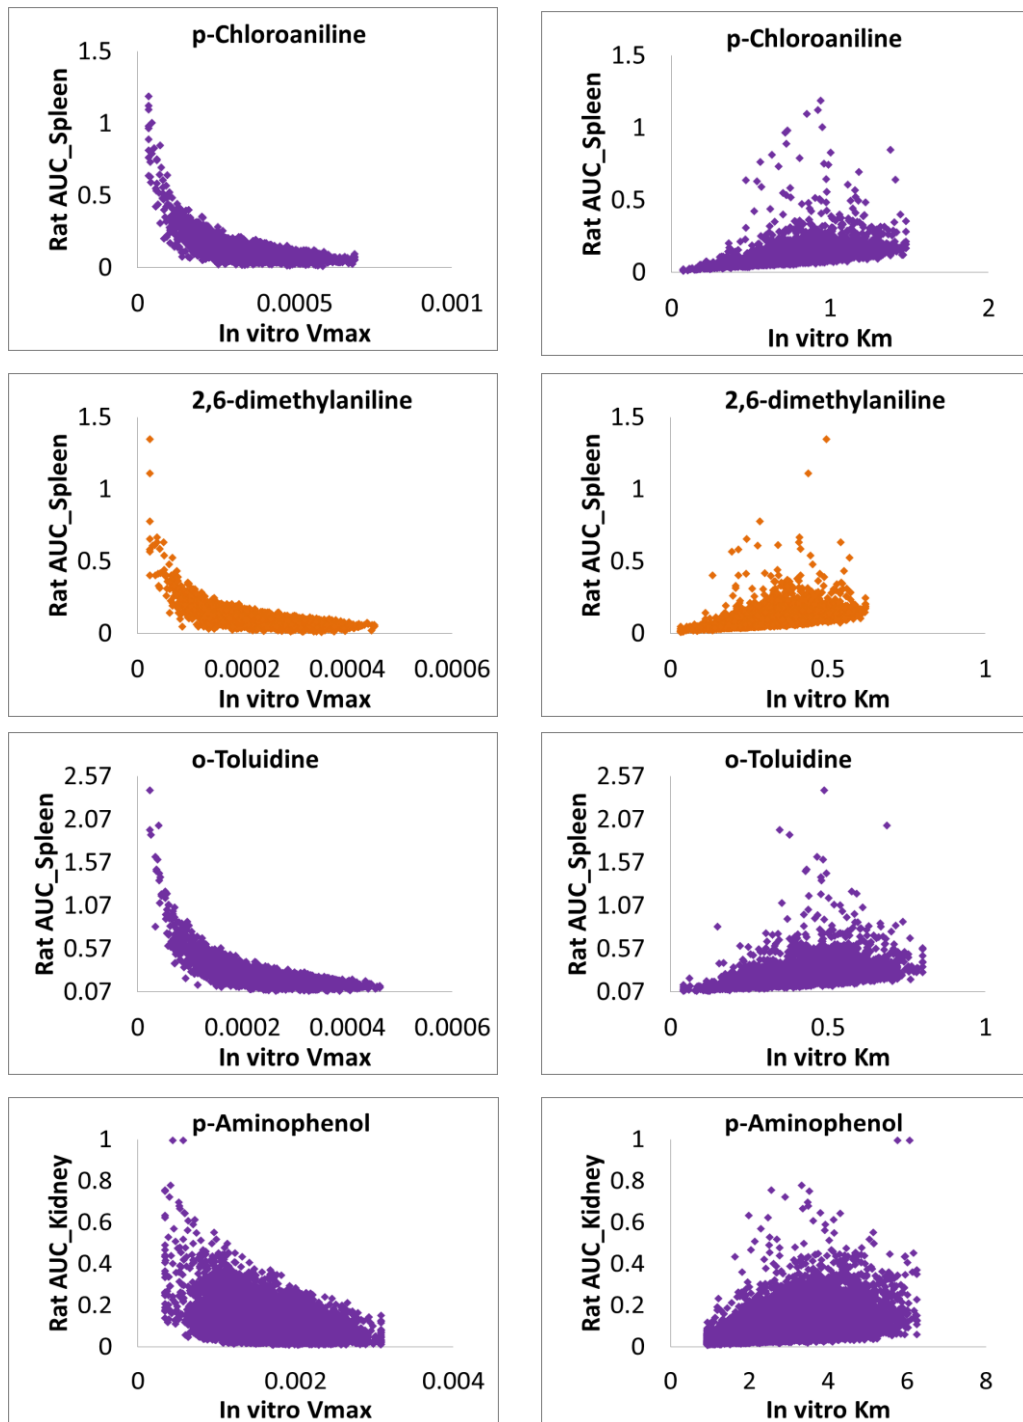 p-Chloroaniline
1.5
1
0.5
0
Rat AUC_Spleen
0 0.0005 0.001
In vitro Vmax
p-Chloroaniline
1.5
1
0.5
0
Rat AUC_Spleen
0 1 2
In vitro Km
2,6-dimethylaniline
1.5
1
0.5
0
Rat AUC_Spleen
0 0.0002 0.0004 0.0006
In vitro Vmax
2,6-dimethylaniline
1.5
1
0.5
0
Rat AUC_Spleen
0 0.5 1
In vitro Km
o-Toluidine
2.57
2.07
1.57
1.07
0.57
0.07
Rat AUC_Spleen
0 0.0002 0.0004 0.0006
In vitro Vmax
o-Toluidine
2.57
2.07
1.57
1.07
0.57
0.07
Rat AUC_Spleen
0 0.5 1
In vitro Km
p-Aminophenol
1
0.8
0.6
0.4
0.2
0
Rat AUC_Kidney
0 0.002 0.004
In vitro Vmax
p-Aminophenol
1
0.8
0.6
0.4
0.2
0
Rat AUC_Kidney
0 2 4 6 8
In vitro Km